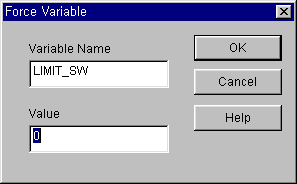 Force Variable
Variable Name
LIMIT_SW
OK
Cancel
Value
0
Help